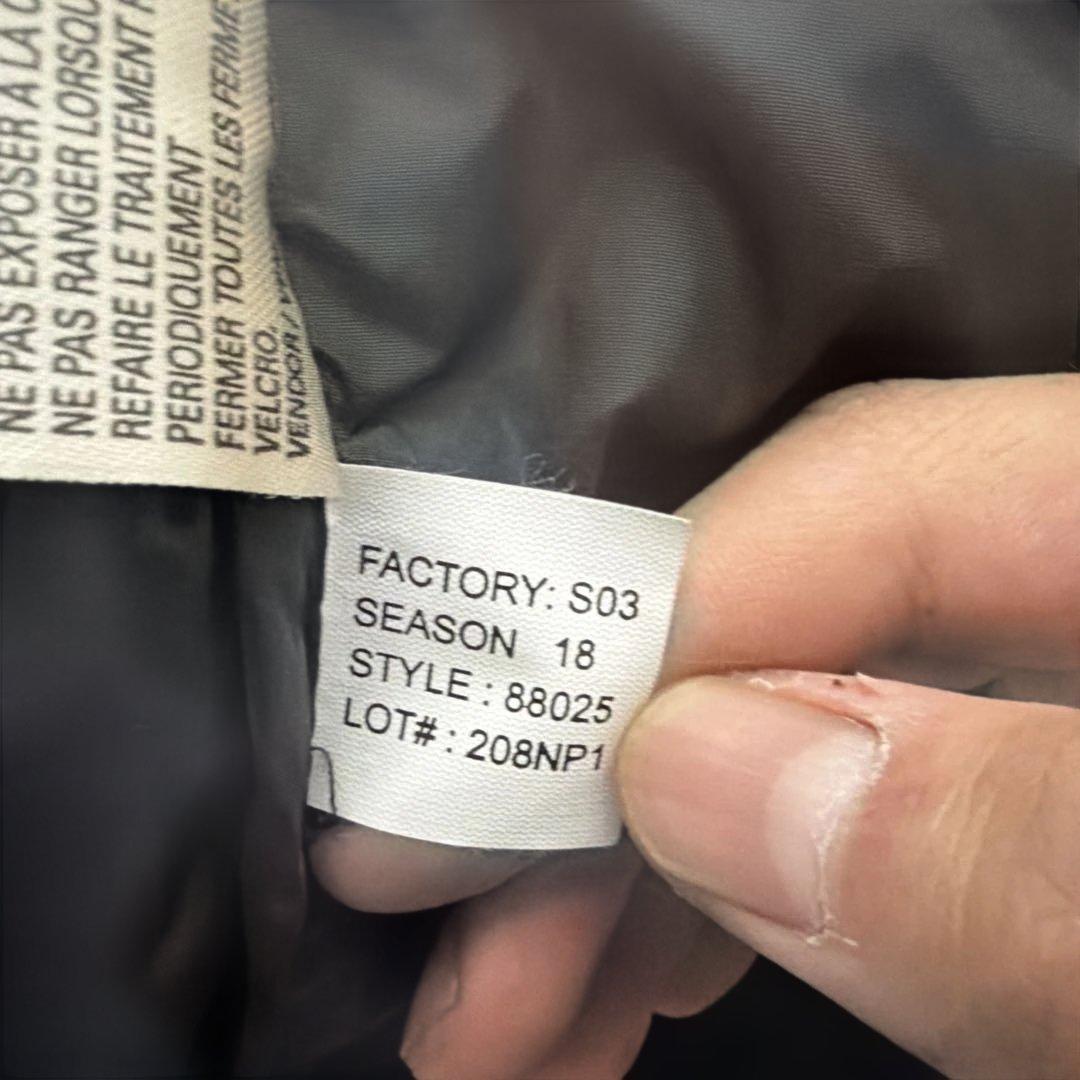 NE PAS EXPOSER A LA
NE PAS RANGER LORSQU
REFAIRE LE TRAITEMENT
PERIODIQUEMENT
FERMER TOUTES LES FERME
VELCRO.
VENDOR /
FACTORY: S03
SEASON 18
STYLE : 88025
LOT# : 208NP1